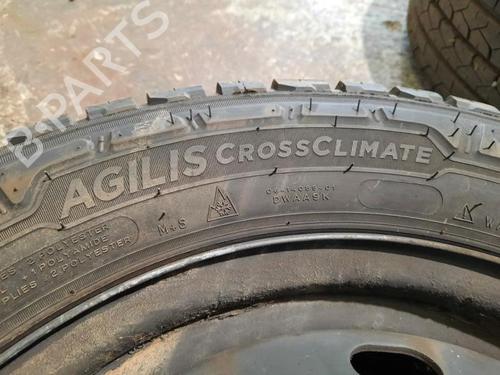 B-PARTS
AGILIS CROSSCLIMATE
M+S
DWAA9K
2 POLYESTER
+ 1 POLYAMIDE
PLIES : 2 POLYESTER